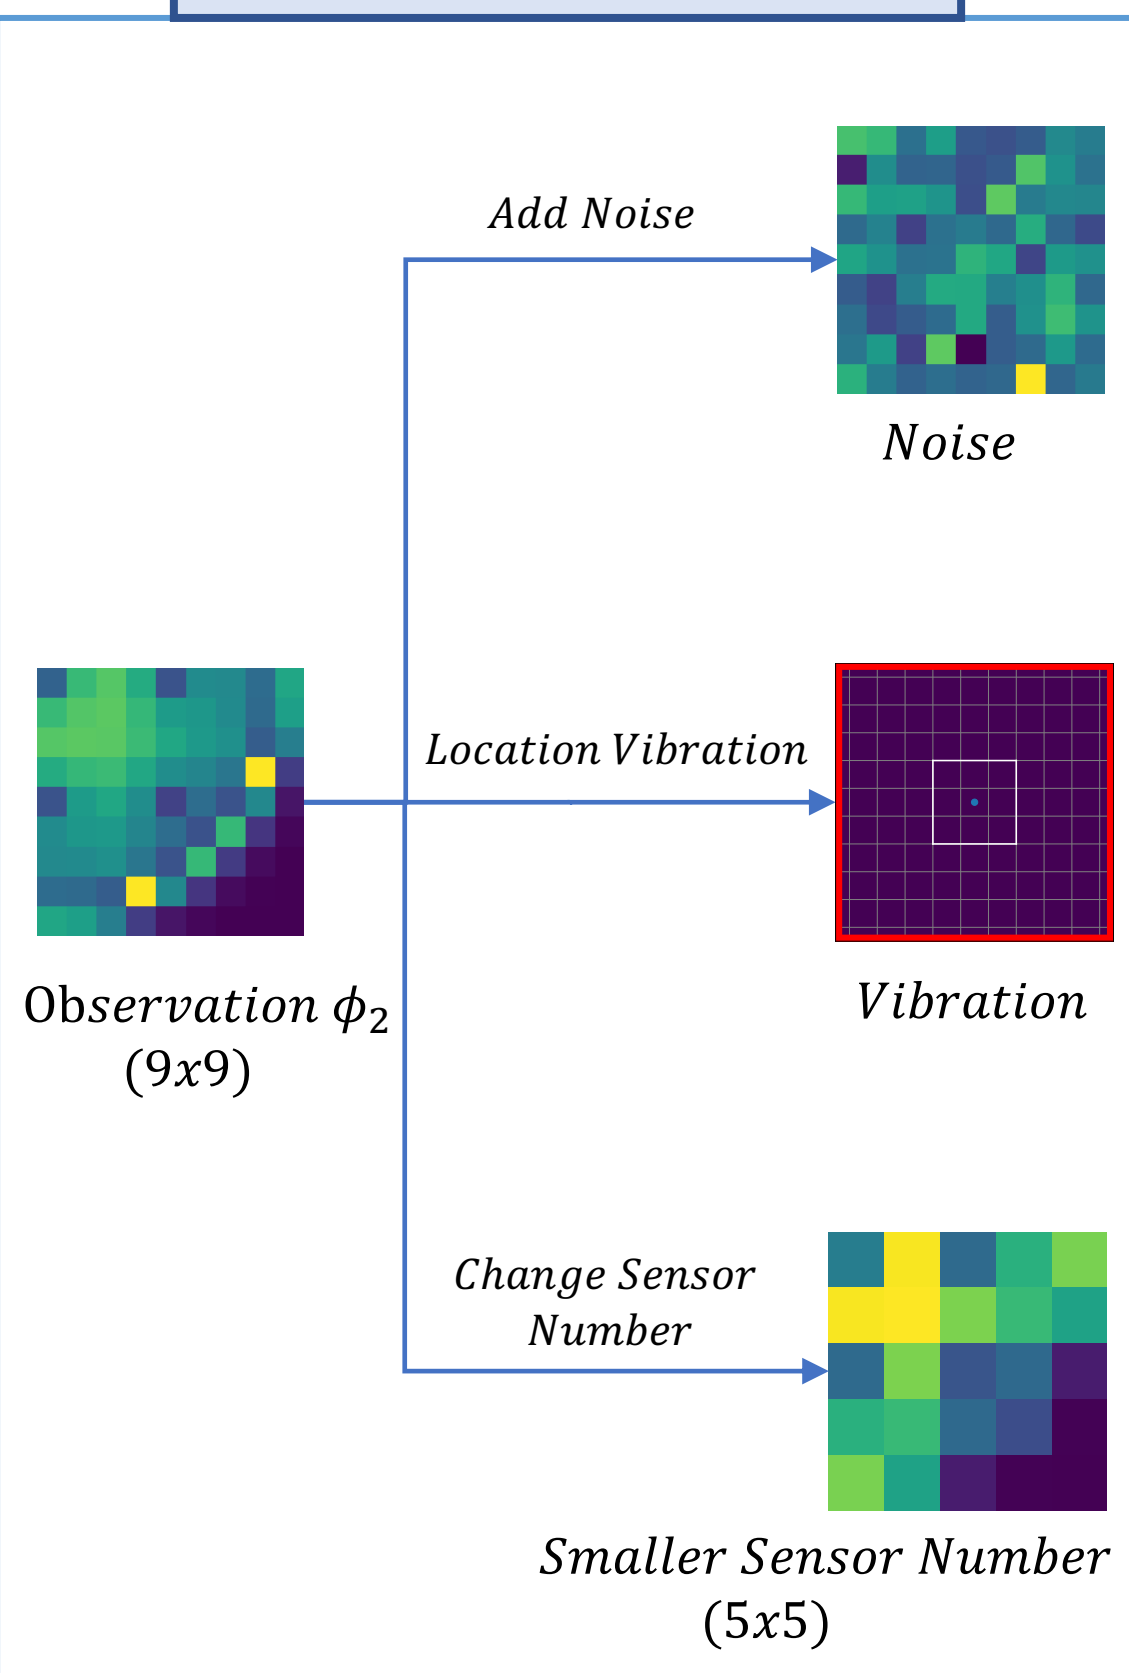 Add Noise
Noise
Location Vibration
Observation ϕ₂
(9x9)
Vibration
Change Sensor
Number
Smaller Sensor Number
(5x5)